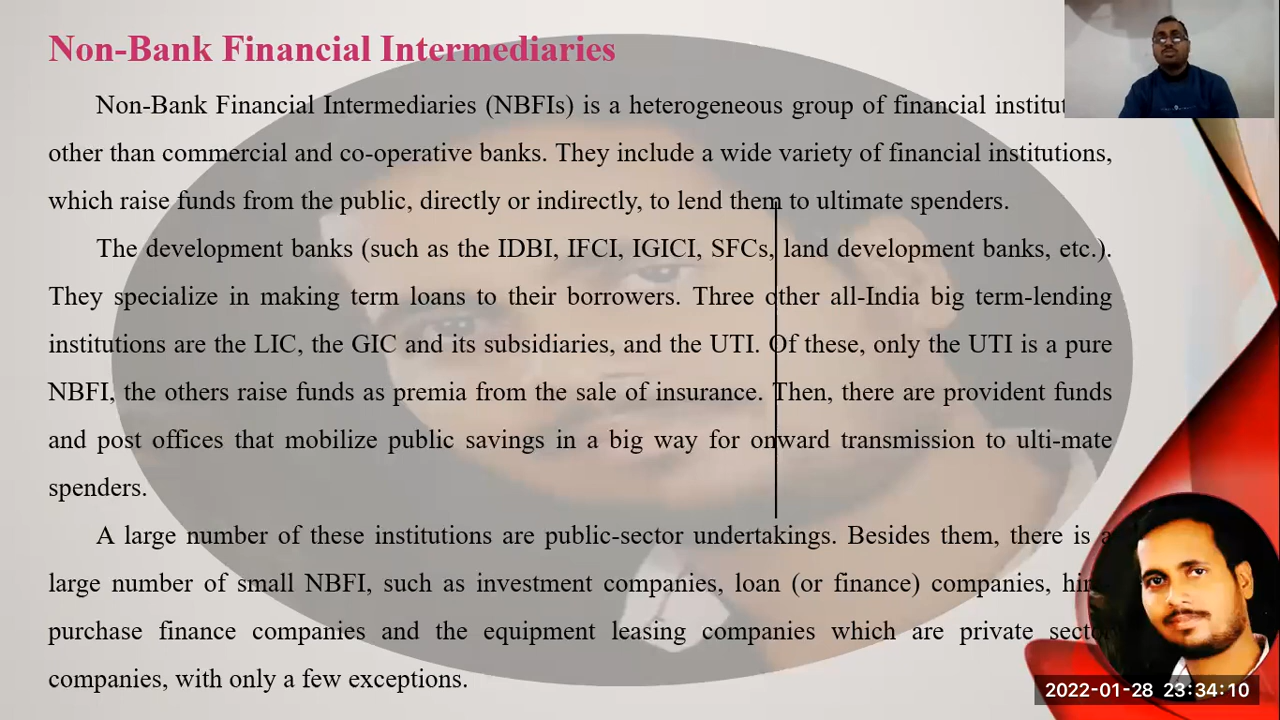 Non-Bank Financial Intermediaries
Non-Bank Financial Intermediaries (NBFIs) is a heterogeneous group of financial
other than commercial and co-operative banks. They include a wide variety of financial institutions,
which raise funds from the public, directly or indirectly, to lend them to ultimate spenders.
The development banks (such as the IDBI, IFCI, IGICI, SFCs, land development banks, etc.).
They specialize in making term loans to their borrowers. Three other all-India big term-lending
institutions are the LIC, the GIC and its subsidiaries, and the UTI. Of these, only the UTI is a pure
NBFI, the others raise funds as premia from the sale of insurance. Then, there are provident funds
and post offices that mobilize public savings in a big way for onward transmission to ulti-mate
spenders.
A large number of these institutions are public-sector undertakings. Besides them, there is a
large number of small NBFI, such as investment companies, loan (or finance) companies,
purchase finance companies and the equipment leasing companies which are private sector
companies, with only a few exceptions.
2022-01-28 23:34:10